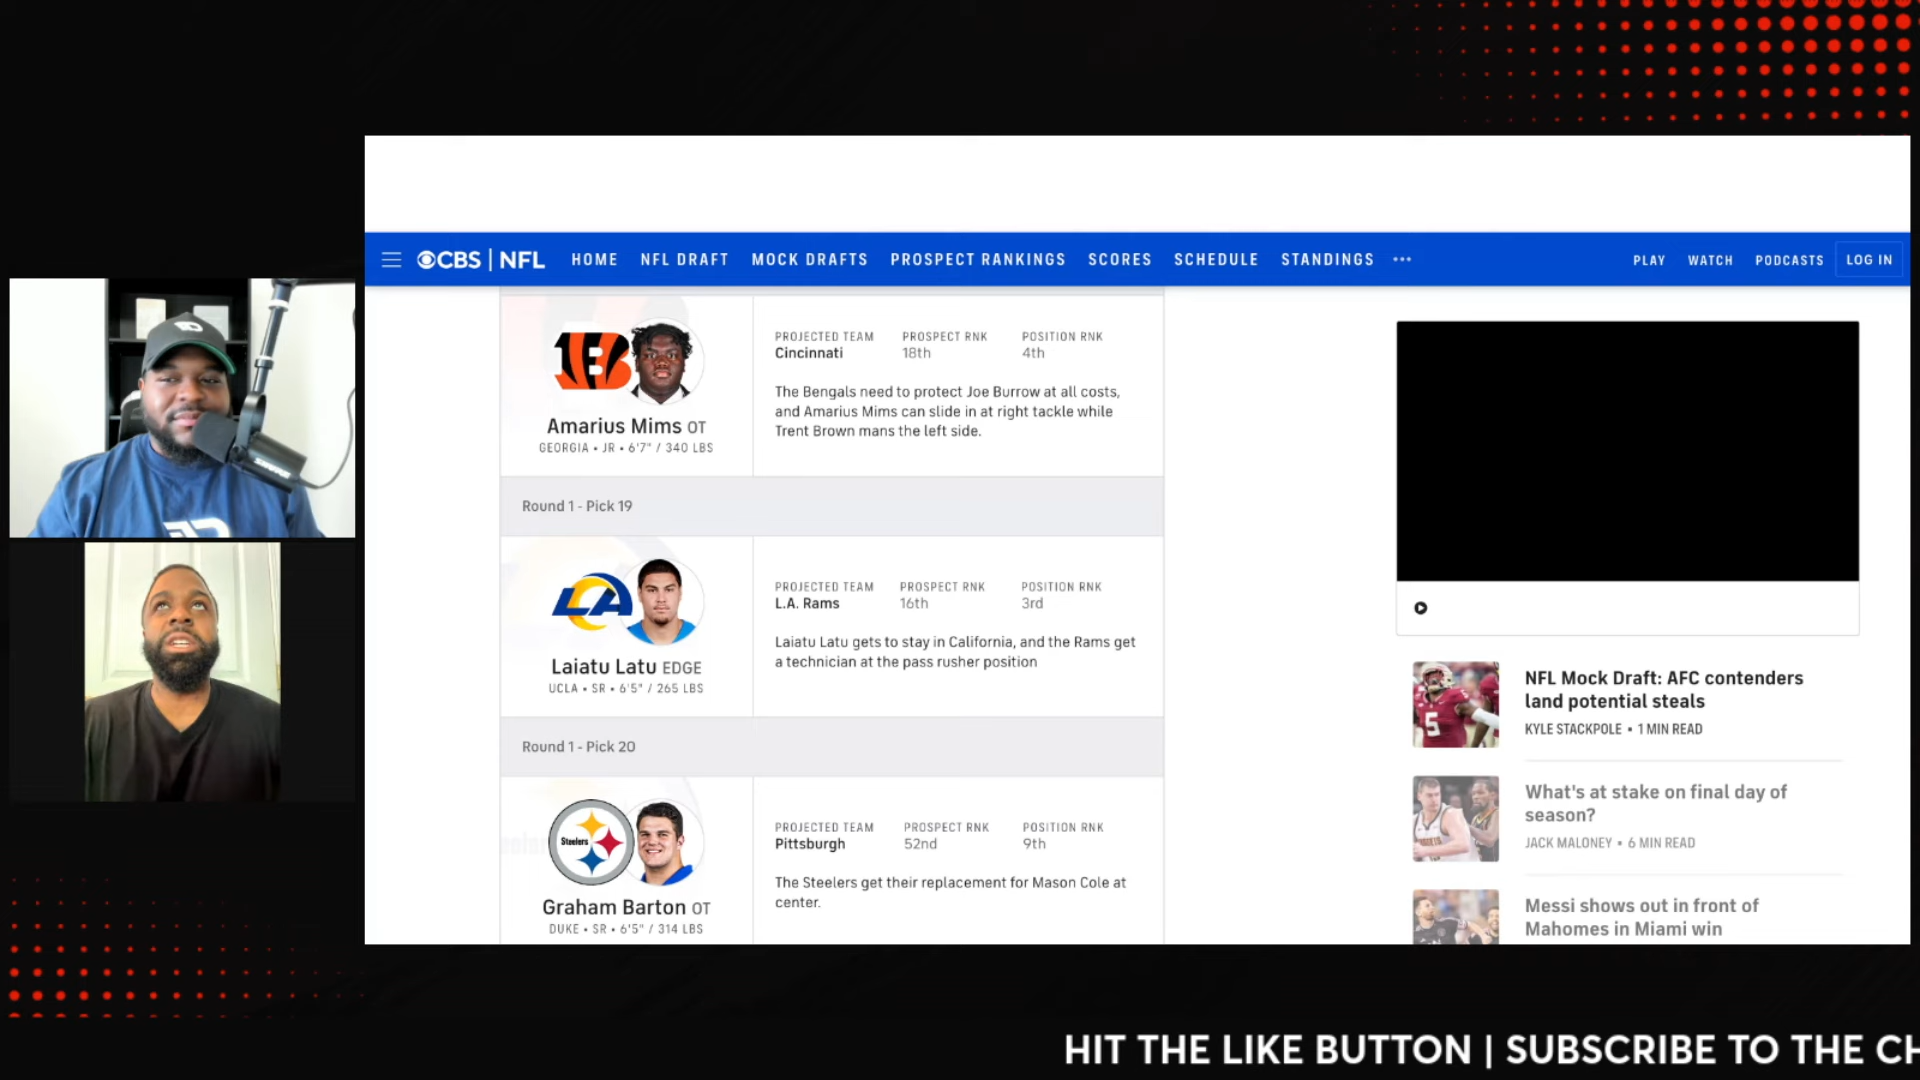 CBS | NFL HOME NFL DRAFT MOCK DRAFTS PROSPECT RANKINGS SCORES SCHEDULE STANDINGS ••• PLAY WATCH PODCASTS LOG IN
PROJECTED TEAM PROSPECT RNK POSITION RNK
Cincinnati 18th 4th
The Bengals need to protect Joe Burrow at all costs,
and Amarius Mims can slide in at right tackle while
Trent Brown mans the left side.
Amarius Mims OT
GEORGIA • JR • 6'7" / 340 LBS
Round 1 - Pick 19
PROJECTED TEAM PROSPECT RNK POSITION RNK
L.A. Rams 16th 3rd
Laiatu Latu gets to stay in California, and the Rams get
a technician at the pass rusher position
Laiatu Latu EDGE
UCLA • SR • 6'5" / 265 LBS
Round 1 - Pick 20
Steelers
PROJECTED TEAM PROSPECT RNK POSITION RNK
Pittsburgh 52nd 9th
The Steelers get their replacement for Mason Cole at
center.
Graham Barton OT
DUKE • SR • 6'5" / 314 LBS
NFL Mock Draft: AFC contenders
land potential steals
KYLE STACKPOLE • 1 MIN READ
What's at stake on final day of
season?
JACK MALONEY • 6 MIN READ
Messi shows out in front of
Mahomes in Miami win
SHURE
LA
5
HIT THE LIKE BUTTON | SUBSCRIBE TO THE CH